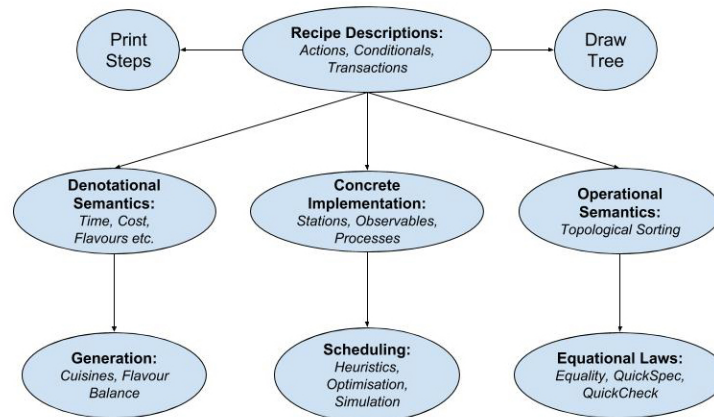 Print
Steps
Recipe Descriptions:
Actions, Conditionals,
Transactions
Draw
Tree
Denotational
Semantics:
Time, Cost,
Flavours etc.
Concrete
Implementation:
Stations, Observables,
Processes
Operational
Semantics:
Topological Sorting
Generation:
Cuisines, Flavour
Balance
Scheduling:
Heuristics,
Optimisation,
Simulation
Equational Laws:
Equality, QuickSpec,
QuickCheck